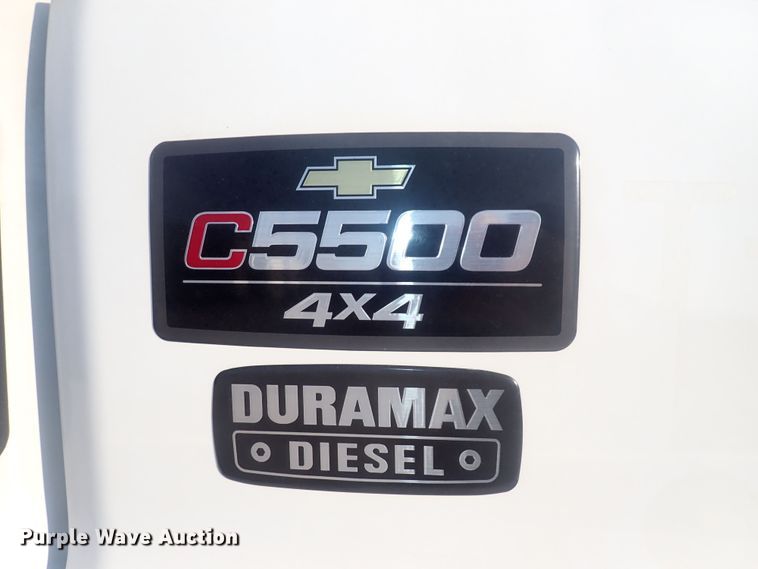 C5500
4x4
DURAMAX
DIESEL
Purple Wave Auction